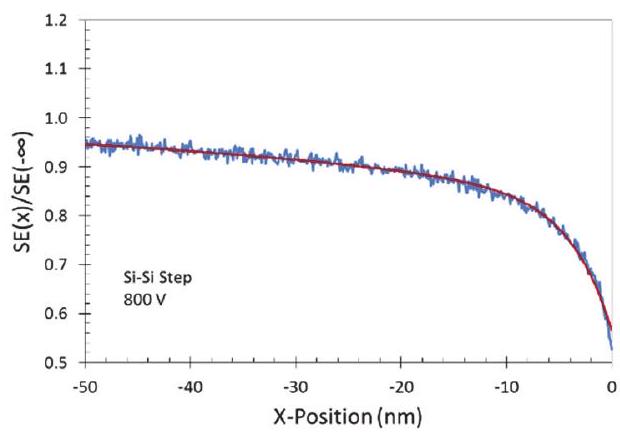 1.2
1.1
1.0
0.9
0.8
0.7
0.6
0.5
SE(x)/SE(-∞)
Si-Si Step
800 V
-50 -40 -30 -20 -10 0
X-Position (nm)